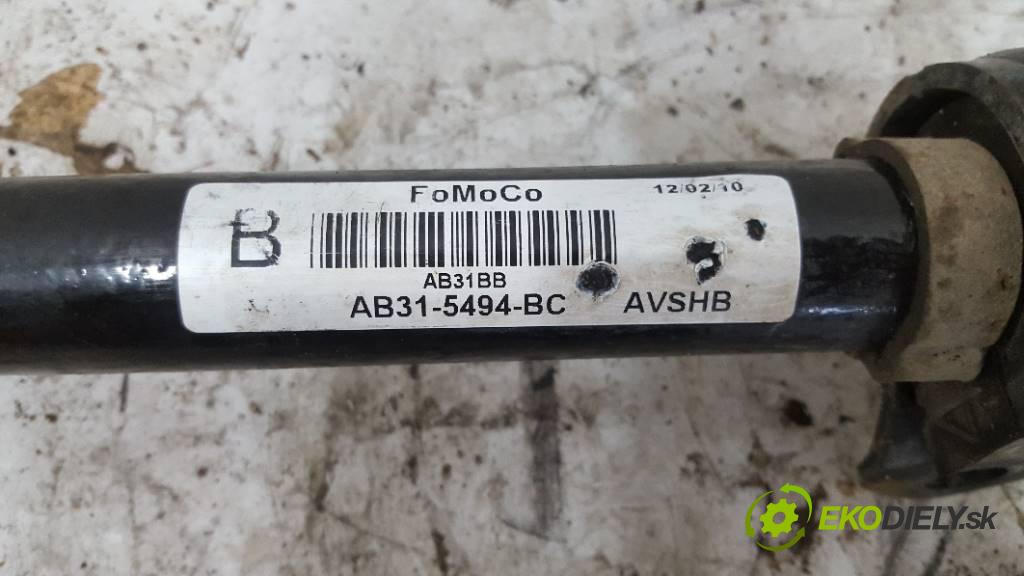 FoMoCo
12/02/10
B
AB31BB
AB31-5494-BC
AVSHB
EKODIELY.sk